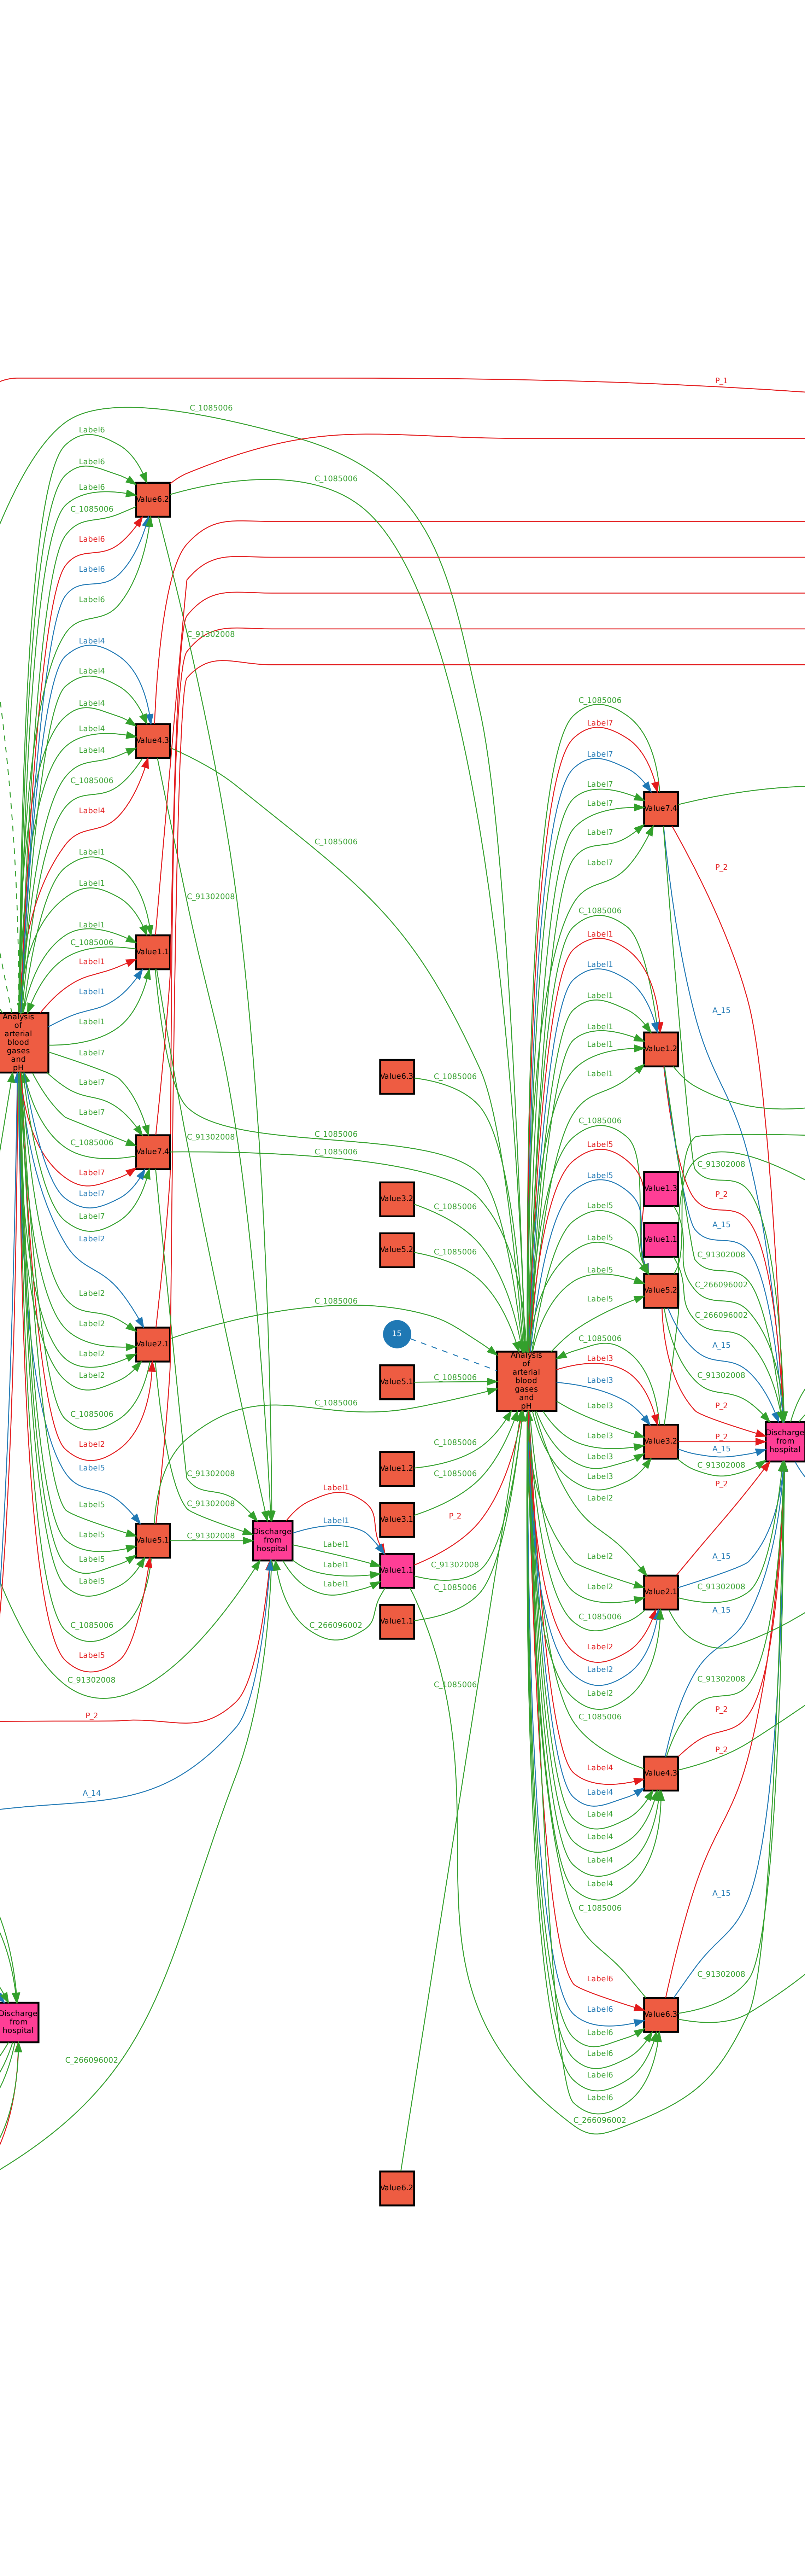 P_1
C_1085006
Label6
Label6
C_1085006
Label6
Value6.2
C_1085006
Label6
Label6
Label6
C_91302008
Label4
Label4
C_1085006
Label4
Label7
Label4
Value4.3
Label4
Label7
C_1085006
Label7
Label7
Value7.4
Label4
Label7
C_1085006
Label7
Label1
P_2
Label1
C_91302008
C_1085006
Label1
Label1
C_1085006
Value1.1
Label1
Label1
Label1
Label1
A_15
Analysis
of
arterial
blood
gases
and
pH
Label1
Label1
Label1
Value1.2
Label7
Label1
Value6.3
C_1085006
Label7
Label7
C_1085006
C_91302008
C_1085006
C_1085006
Value7.4
C_1085006
Label5
C_91302008
Label7
Label5
Value1.3
Label7
P_2
Value3.2
C_1085006
Label5
Label7
A_15
Label2
Label5
Value1.1
Value5.2
C_1085006
C_91302008
Label5
C_266096002
Label2
Value5.2
Label5
C_1085006
C_266096002
Label2
15
C_1085006
Value2.1
A_15
Label2
Analysis
of
arterial
blood
gases
and
pH
Label3
Label2
C_91302008
Value5.1
C_1085006
Label3
C_1085006
Label3
P_2
C_1085006
Label3
Discharge
from
hospital
P_2
Label2
Value3.2
C_1085006
A_15
Label3
C_91302008
Label5
Value1.2
C_91302008
C_1085006
Label3
P_2
Label1
Label2
Label5
C_91302008
Value3.1
P_2
Label5
Value5.1
C_91302008
Discharge
from
hospital
Label1
Label1
Label2
A_15
Label5
Label1
C_91302008
Value1.1
Label5
Label1
C_1085006
Label2
Value2.1
C_91302008
A_15
C_1085006
C_266096002
Value1.1
C_1085006
Label2
Label5
Label2
C_91302008
C_1085006
C_91302008
Label2
P_2
C_1085006
P_2
P_2
Label4
Value4.3
A_14
Label4
Label4
Label4
Label4
Label4
A_15
C_1085006
C_91302008
Label6
Discharge
from
hospital
Label6
Value6.3
Label6
Label6
C_266096002
Label6
Label6
C_266096002
Value6.2